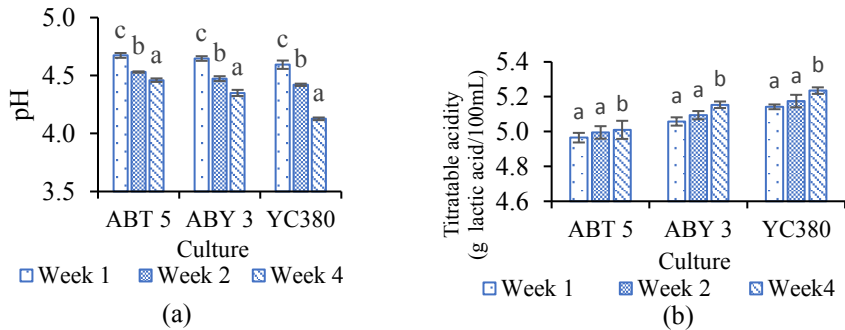 5.0
4.5
4.0
3.5
pH
c b a
c b a
c b a
ABT 5 ABY 3 YC380
Culture
Week 1 Week 2 Week 4
(a)
5.4
5.2
5.0
4.8
4.6
Titratable acidity
(g lactic acid/100mL)
a a b
a a b
a a b
ABT 5 ABY 3 YC380
Culture
Week 1 Week 2 Week4
(b)